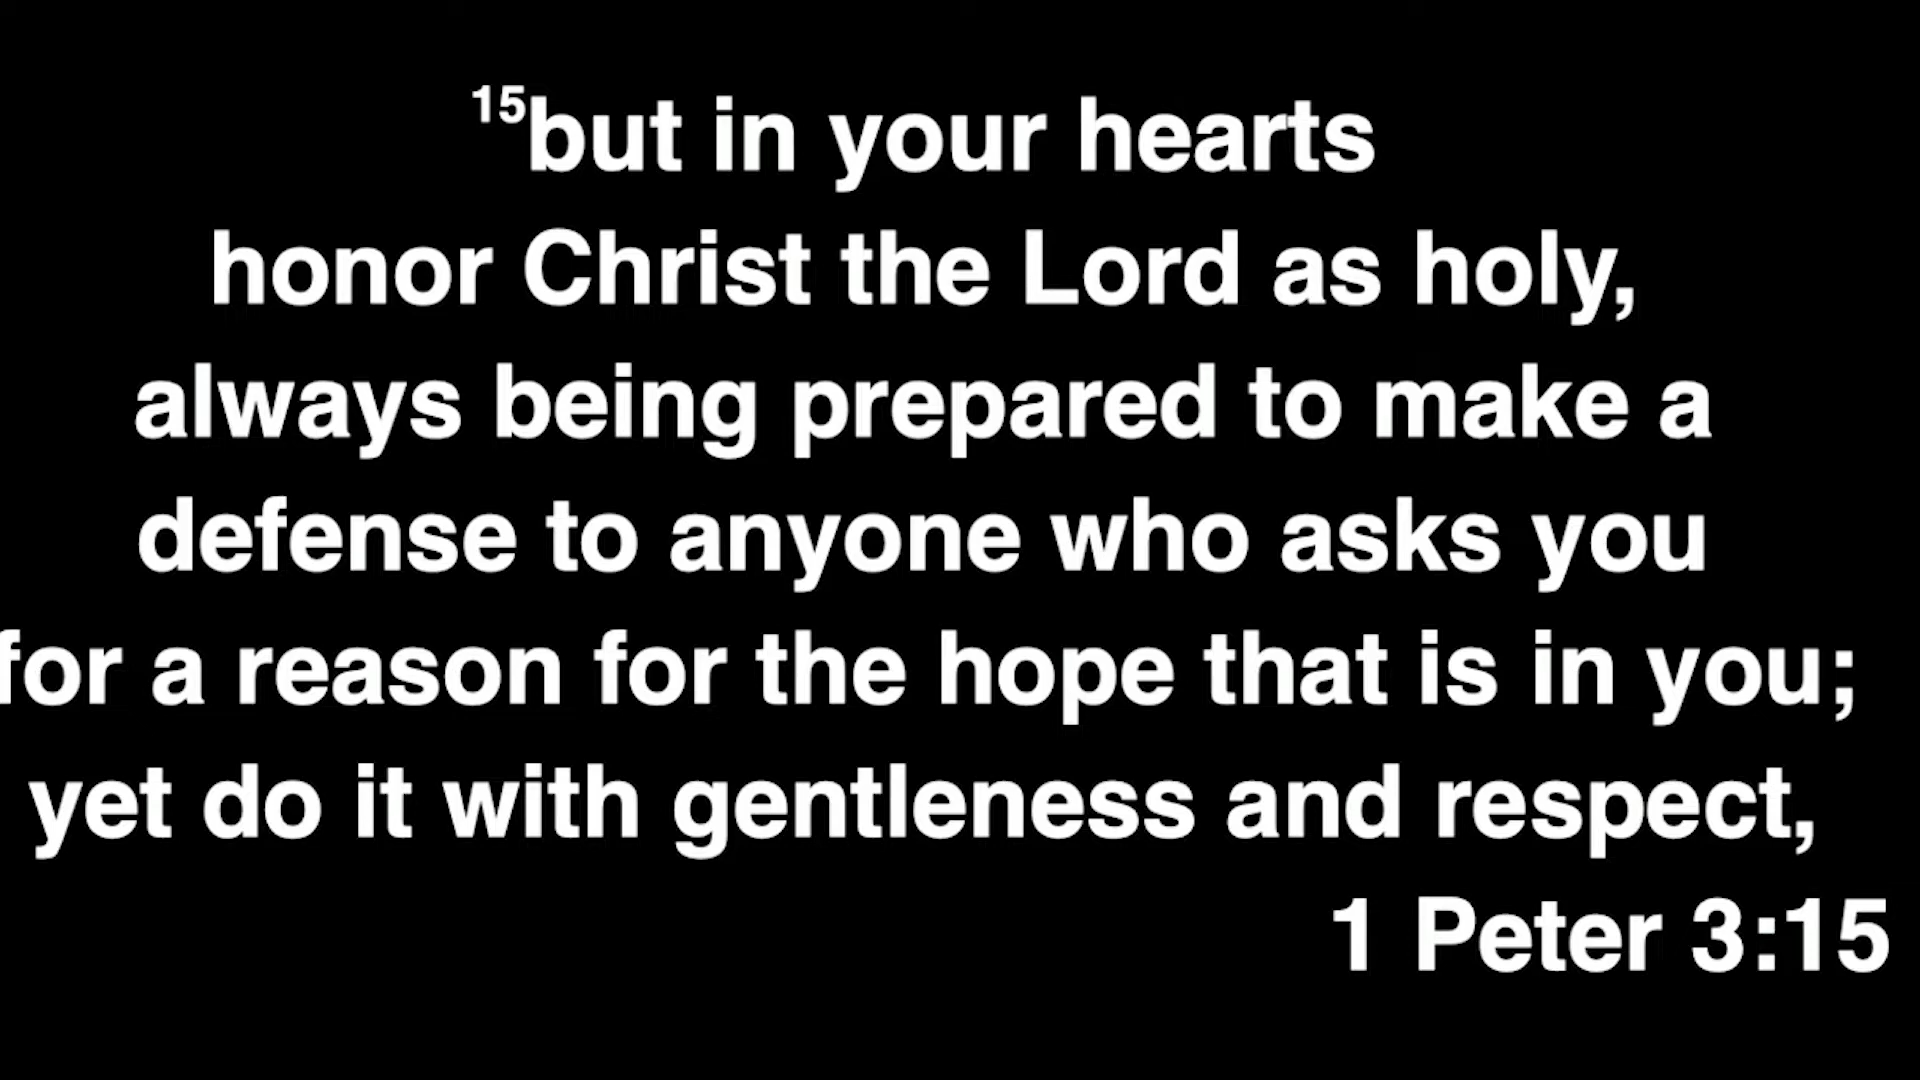 15but in your hearts
honor Christ the Lord as holy,
always being prepared to make a
defense to anyone who asks you
for a reason for the hope that is in you;
yet do it with gentleness and respect,
1 Peter 3:15